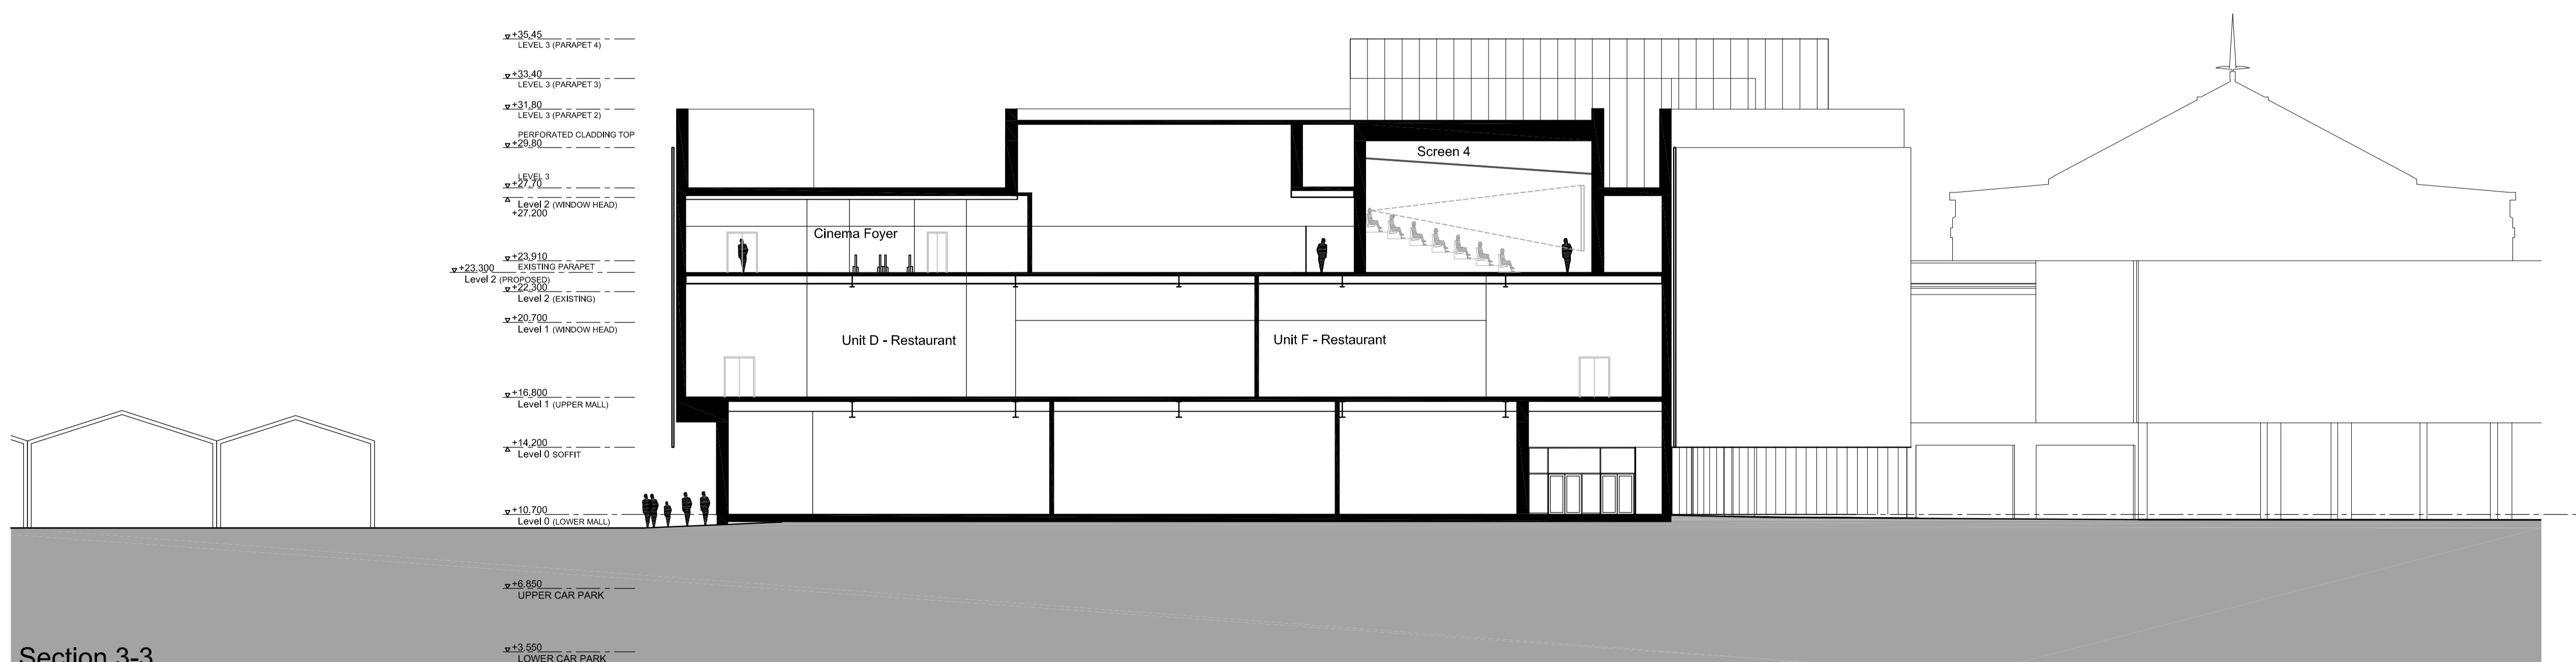 +35.45
LEVEL 3 (PARAPET 4)
+33.40
LEVEL 3 (PARAPET 3)
+31.80
LEVEL 3 (PARAPET 2)
PERFORATED CLADDING TOP
+29.80
Screen 4
LEVEL 3
+27.70
Level 2 (WINDOW HEAD)
+27.200
Cinema Foyer
+23,910
EXISTING PARAPET
+23,300
Level 2 (PROPOSED)
+22,300
Level 2 (EXISTING)
+20,700
Level 1 (WINDOW HEAD)
Unit D - Restaurant
Unit F - Restaurant
+16,800
Level 1 (UPPER MALL)
+14,200
Level 0 SOFFIT
+10,700
Level 0 (LOWER MALL)
+6,850
UPPER CAR PARK
+3,550
LOWER CAR PARK
Section 3-3